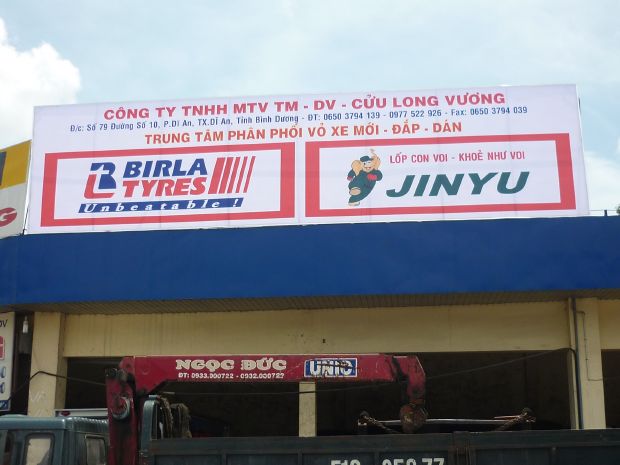 CÔNG TY TNHH MTV TM - DV - CỬU LONG VƯƠNG
Đ/c: Số 79 Đường Số 10, P.Dĩ An, TX.Dĩ An, Tỉnh Bình Dương - ĐT: 0650 3794 139 - 0977 522 926 - Fax: 0650 3794 039
TRUNG TÂM PHÂN PHỐI VỎ XE MỚI - ĐẮP - DÁN
BIRLA
TYRES
Unbeatable !
LỐP CON VOI - KHOẺ NHƯ VOI
JINYU
NGỌC ĐỨC
ĐT: 0933.000722 - 0932.000727
UNIC